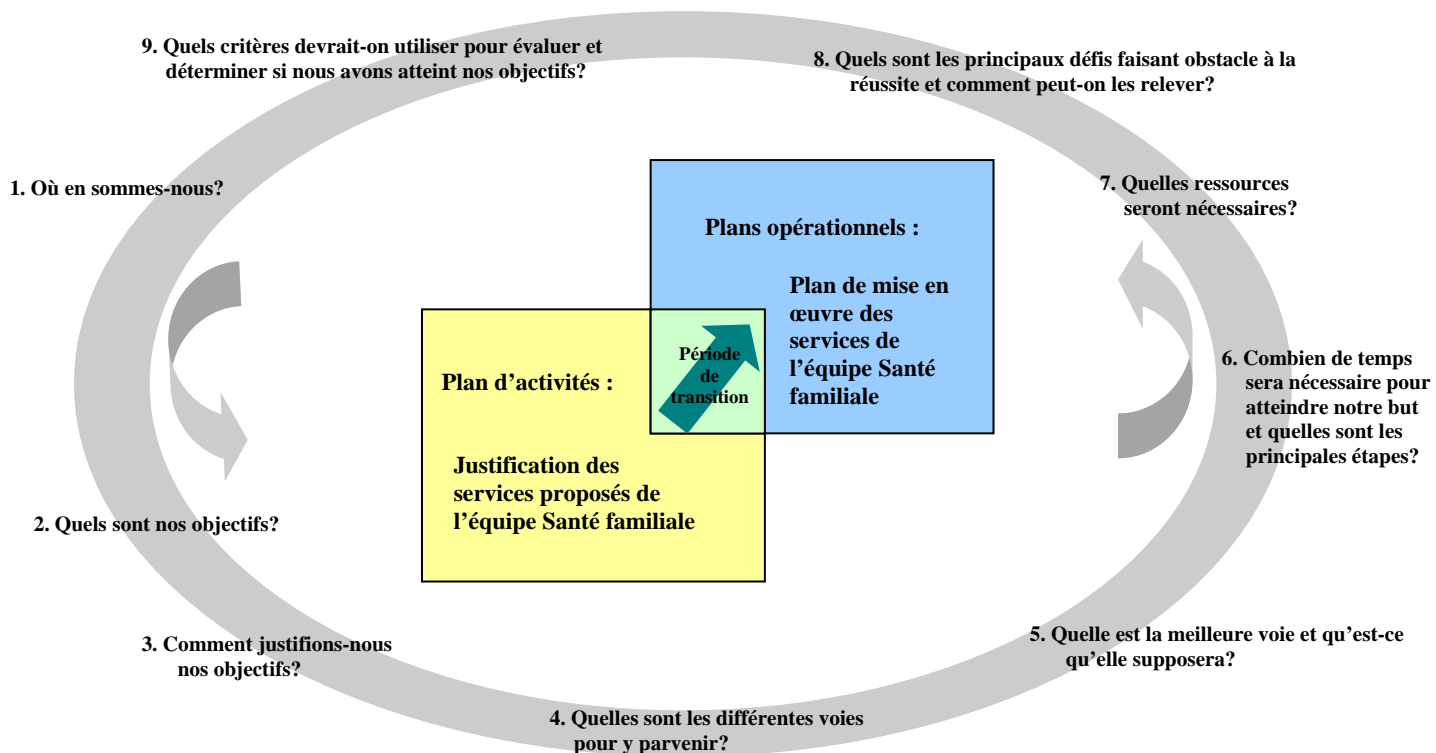 9. Quels critères devrait-on utiliser pour évaluer et
déterminer si nous avons atteint nos objectifs?
8. Quels sont les principaux défis faisant obstacle à la
réussite et comment peut-on les relever?
1. Où en sommes-nous?
7. Quelles ressources
seront nécessaires?
Plans opérationnels :
Plan de mise en
œuvre des
services de
l’équipe Santé
familiale
Période
de
transition
Plan d’activités :
Justification des
services proposés de
l’équipe Santé familiale
6. Combien de temps
sera nécessaire pour
atteindre notre but
et quelles sont les
principales étapes?
2. Quels sont nos objectifs?
3. Comment justifions-nous
nos objectifs?
5. Quelle est la meilleure voie et qu’est-ce
qu’elle supposera?
4. Quelles sont les différentes voies
pour y parvenir?